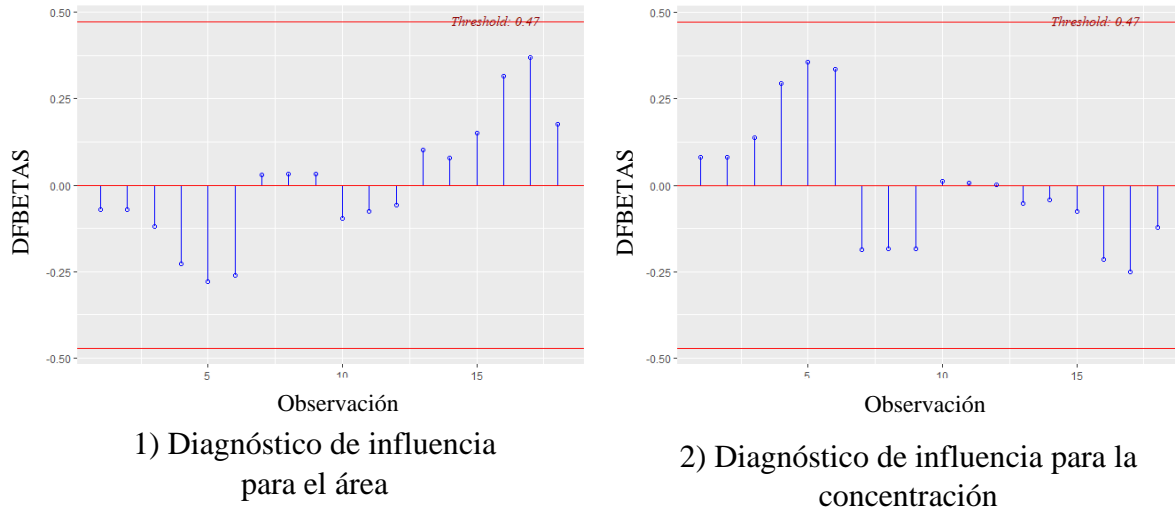 0.50
Threshold: 0.47
0.25
0.00
-0.25
-0.50
DFBETAS
5
10
15
Observación
1) Diagnóstico de influencia
para el área
0.50
Threshold: 0.47
0.25
0.00
-0.25
-0.50
DFBETAS
5
10
15
Observación
2) Diagnóstico de influencia para la
concentración